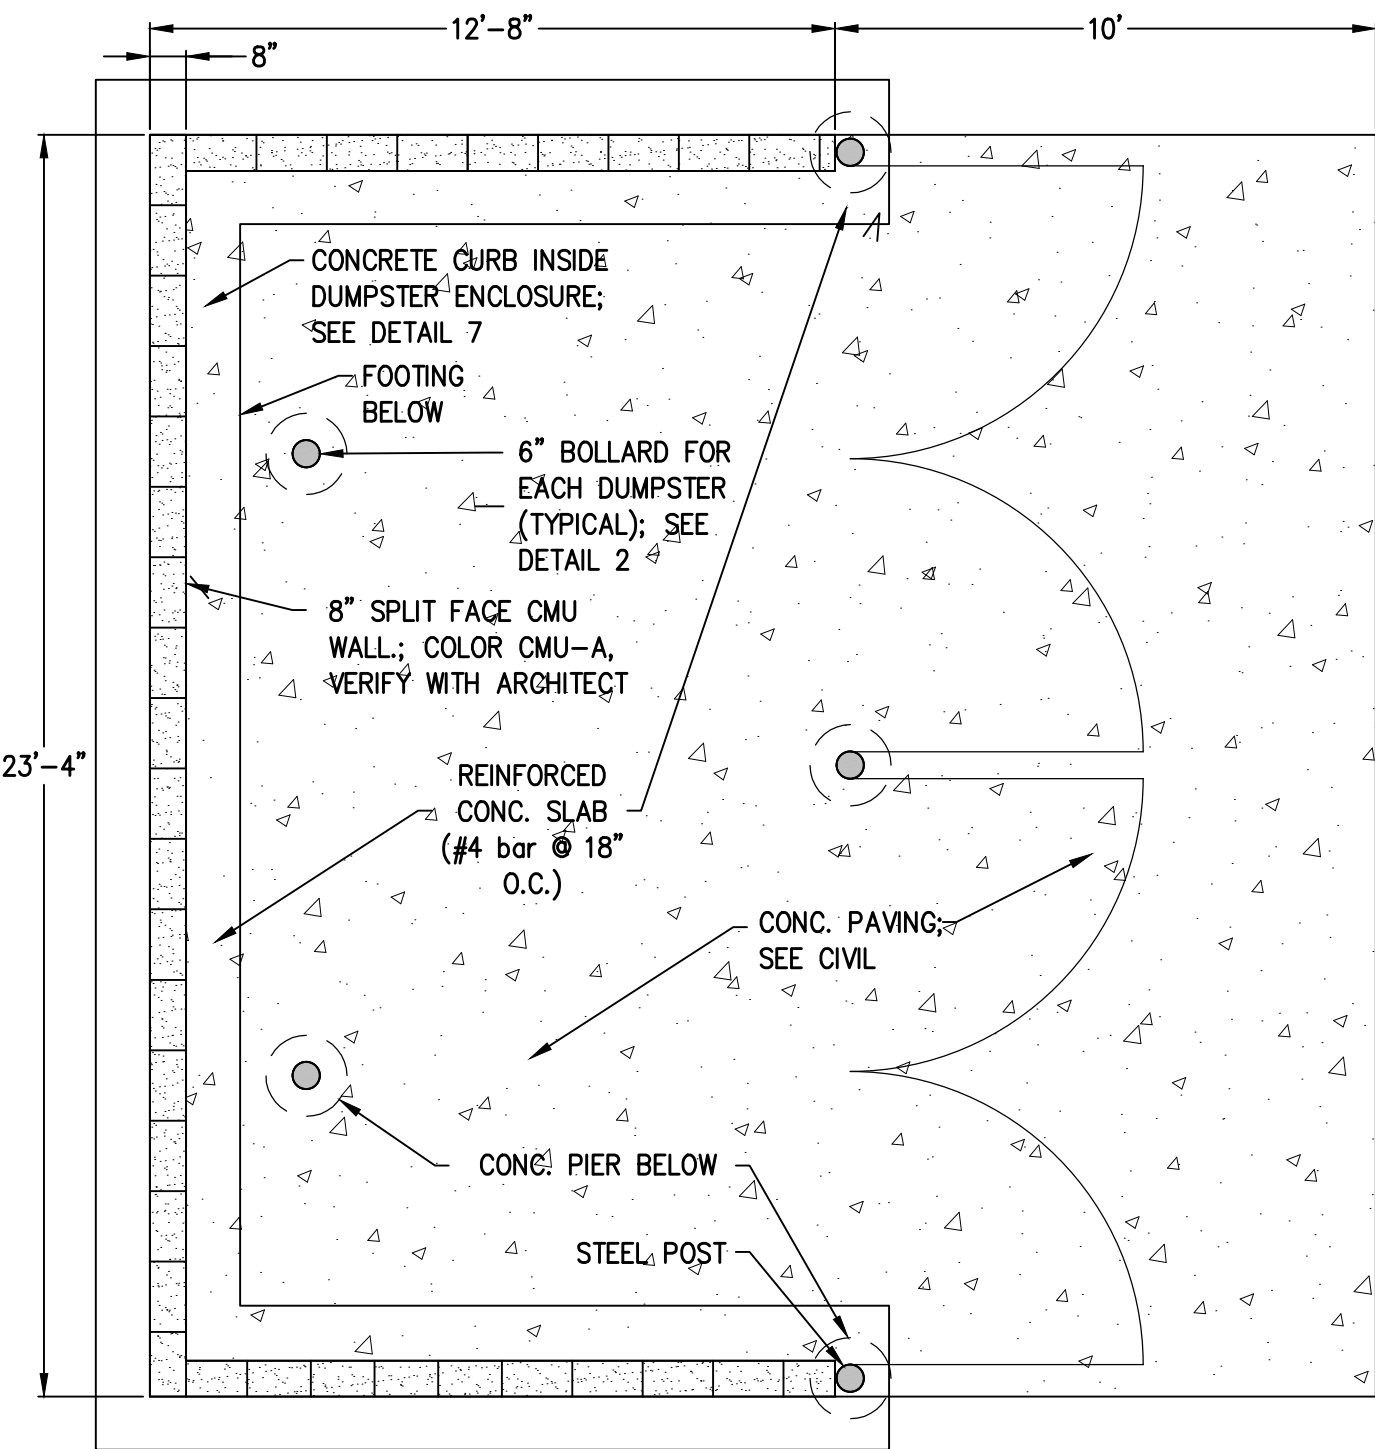 12'-8"
10'
8"
CONCRETE CURB INSIDE
DUMPSTER ENCLOSURE;
SEE DETAIL 7
FOOTING
BELOW
6" BOLLARD FOR
EACH DUMPSTER
(TYPICAL); SEE
DETAIL 2
8" SPLIT FACE CMU
WALL.; COLOR CMU-A,
VERIFY WITH ARCHITECT
23'-4"
REINFORCED
CONC. SLAB
(#4 bar @ 18"
O.C.)
CONC. PAVING;
SEE CIVIL
CONC. PIER BELOW
STEEL POST